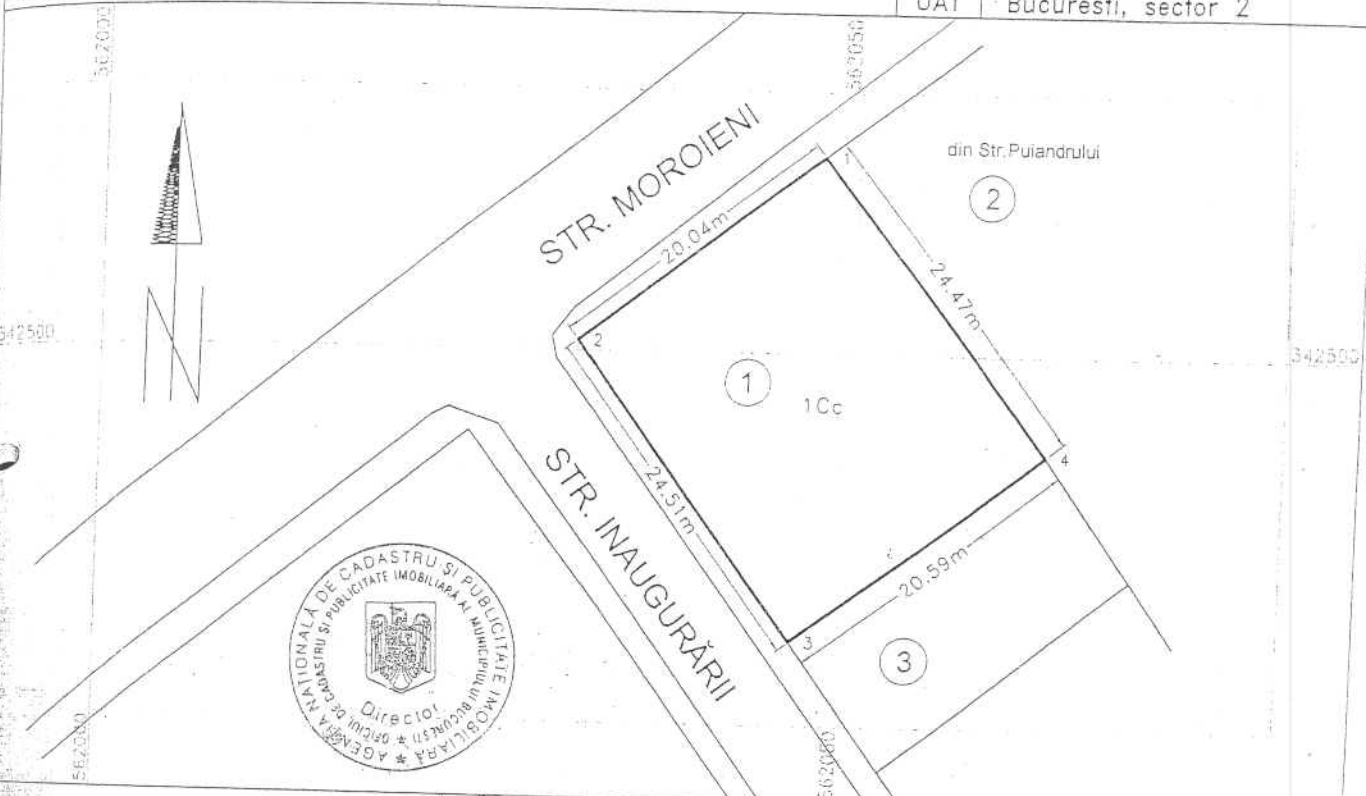 UAT Bucuresti, sector 2
562000
562050
STR. MOROIENI
din Str.Puiandrului
2
1
20.04m
24.47m
N
342500
342500
2
1
1Cc
4
24.51m
STR. INAUGURĂRII
20.59m
3
3
AGENȚIA NAȚIONALĂ DE CADASTRU ȘI PUBLICITATE IMOBILIARĂ
OFICIUL DE CADASTRU ȘI PUBLICITATE IMOBILIARĂ AL MUNICIPIULUI BUCUREȘTI
Director
562000
562050